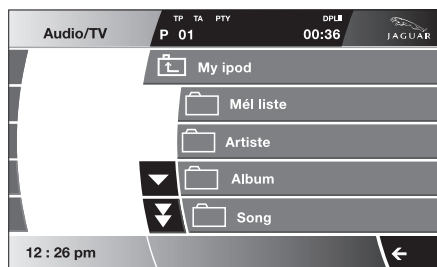 TP TA PTY DPLII
Audio/TV P 01 00:36 JAGUAR
My ipod
Mél liste
Artiste
Album
Song
12 : 26 pm